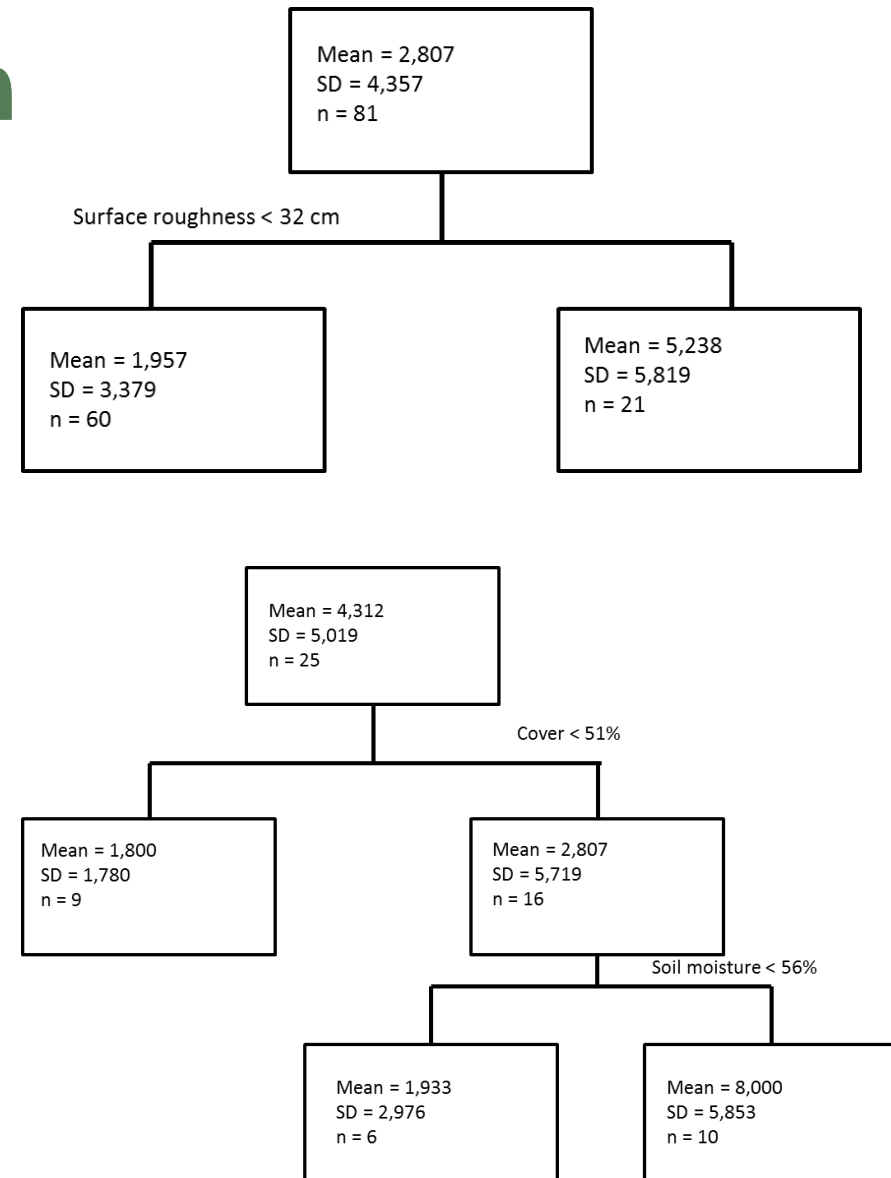 Mean = 2,807
SD = 4,357
n = 81
Surface roughness < 32 cm
Mean = 1,957
SD = 3,379
n = 60
Mean = 5,238
SD = 5,819
n = 21
Mean = 4,312
SD = 5,019
n = 25
Cover < 51%
Mean = 1,800
SD = 1,780
n = 9
Mean = 2,807
SD = 5,719
n = 16
Soil moisture < 56%
Mean = 1,933
SD = 2,976
n = 6
Mean = 8,000
SD = 5,853
n = 10